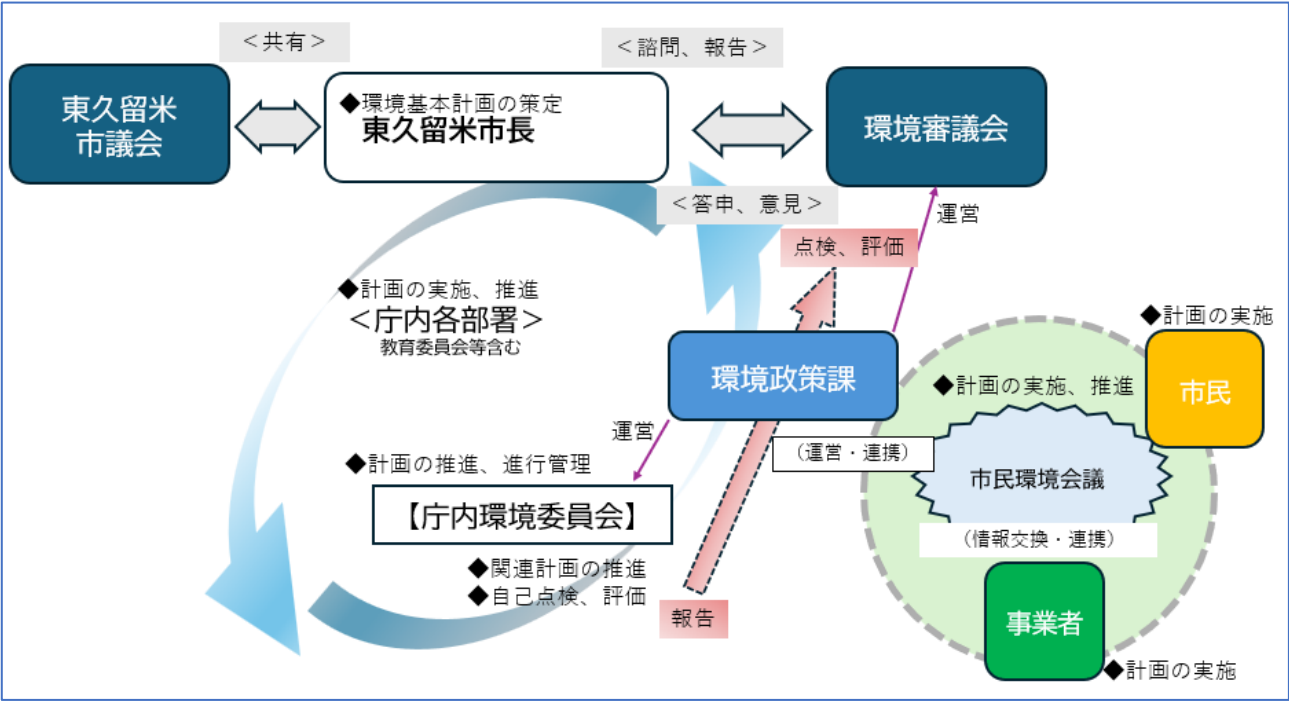 ＜共有＞
＜諮問、報告＞
東久留米
市議会
◆環境基本計画の策定
東久留米市長
環境審議会
＜答申、意見＞
運営
点検、評価
◆計画の実施、推進
＜庁内各部署＞
教育委員会等含む
環境政策課
◆計画の実施
市民
◆計画の実施、推進
運営
（運営・連携）
◆計画の推進、進行管理
市民環境会議
【庁内環境委員会】
（情報交換・連携）
◆関連計画の推進
◆自己点検、評価
報告
事業者
◆計画の実施